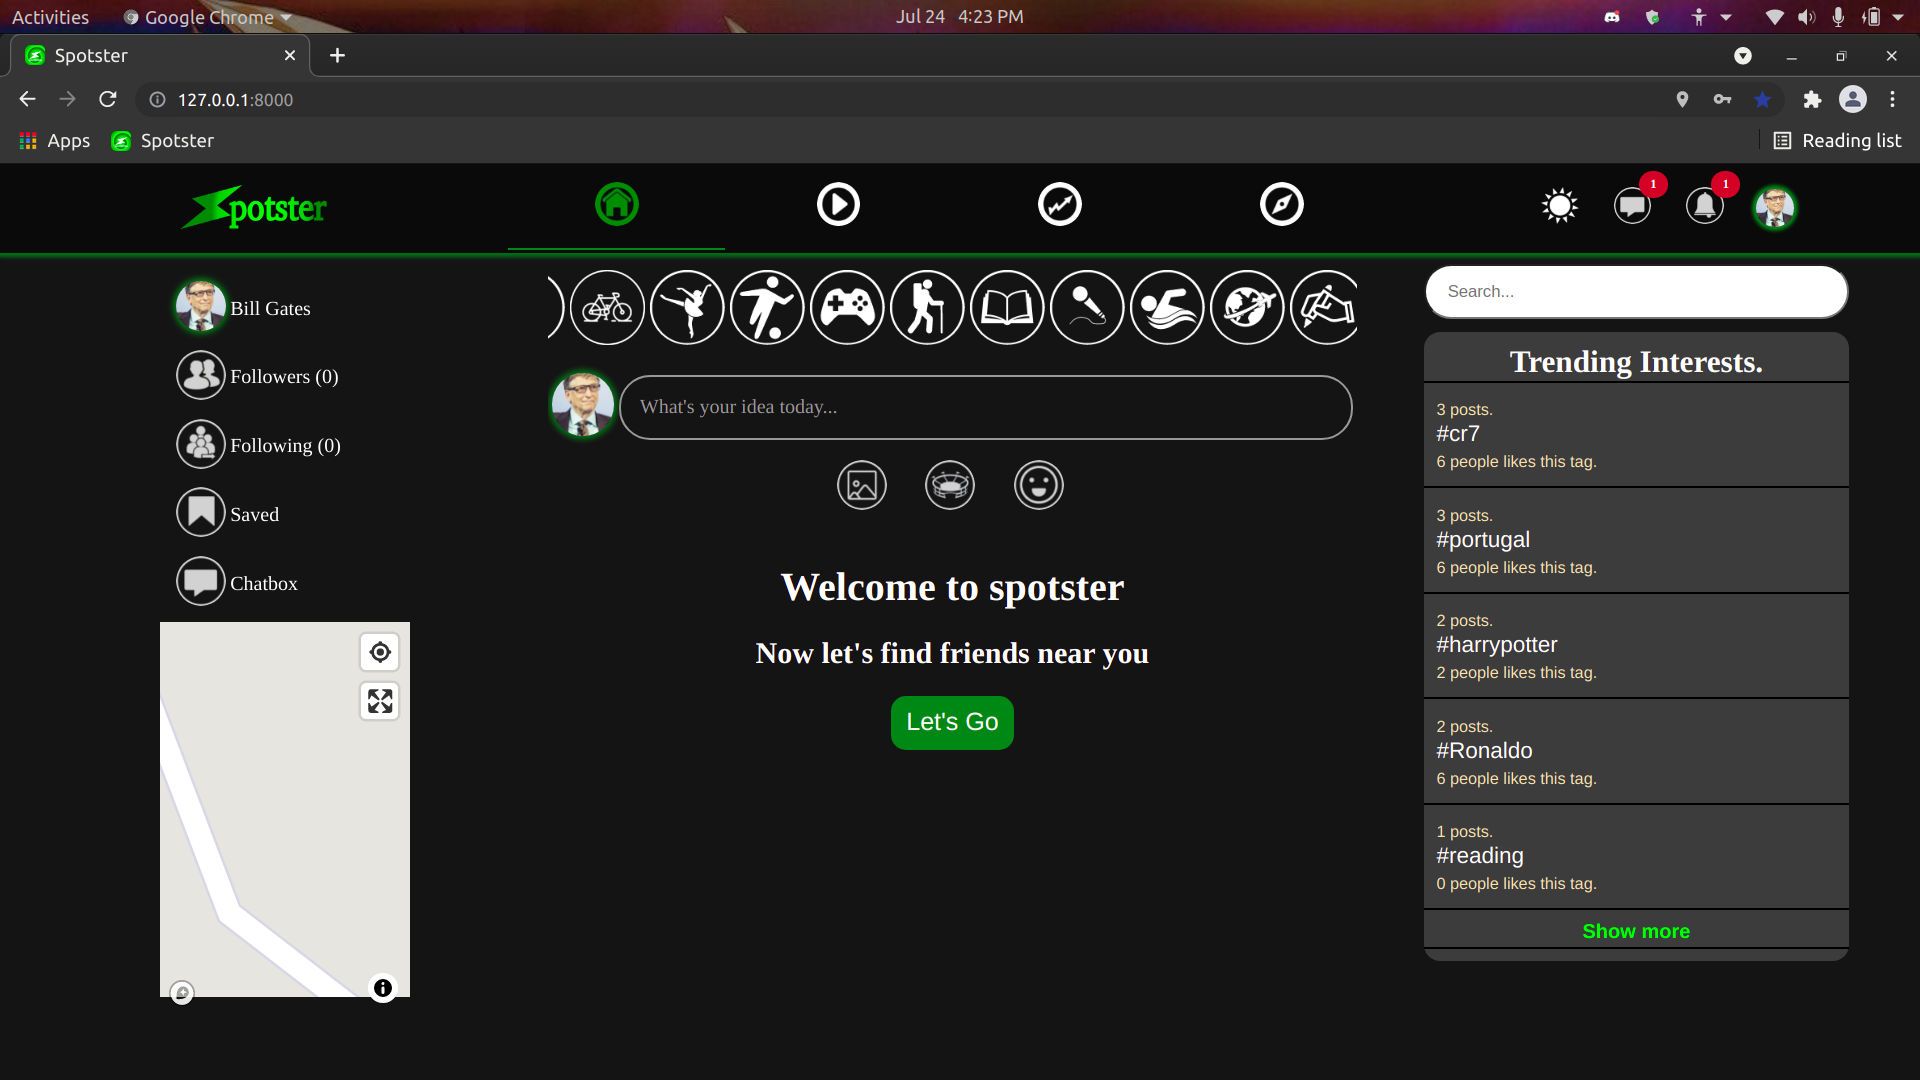 Activities
Google Chrome
Jul 24 4:23 PM
Spotster
127.0.0.1:8000
Apps
Spotster
Reading list
Spotster
1
1
Bill Gates
Followers (0)
Following (0)
Saved
Chatbox
What's your idea today...
Welcome to spotster
Now let's find friends near you
Let's Go
Search...
Trending Interests.
3 posts.
#cr7
6 people likes this tag.
3 posts.
#portugal
6 people likes this tag.
2 posts.
#harrypotter
2 people likes this tag.
2 posts.
#Ronaldo
6 people likes this tag.
1 posts.
#reading
0 people likes this tag.
Show more